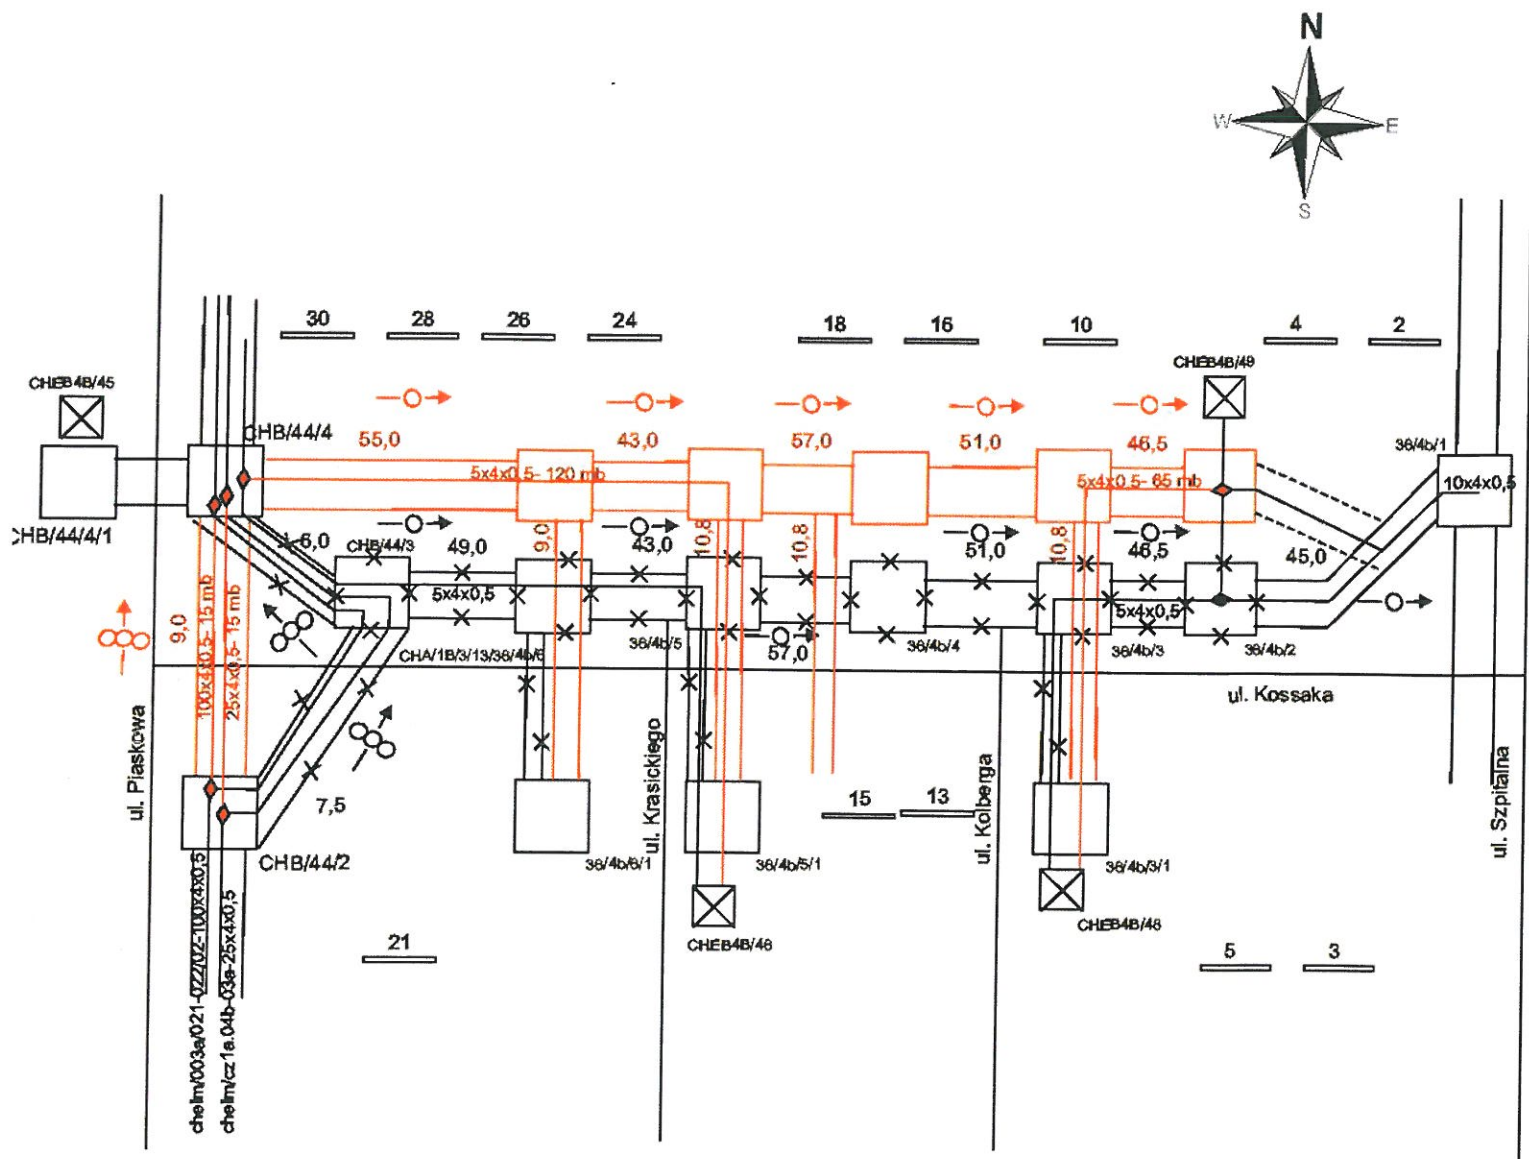 N
W
E
S
30
28
26
24
18
16
10
4
2
CHEB4B/45
CHEB4B/49
HB/44/4
55,0
43,0
57,0
51,0
46,5
36/4b/1
5x4x0,5- 120 mb
5x4x0,5- 65 mb
10x4x0,5
HB/44/4/1
6,0
CHB/44/3
49,0
9,0
43,0
10,8
10,8
51,0
10,8
46,5
45,0
5x4x0,5
5x4x0,5
9,0
100x4x0,5- 15 mb
25x4x0,5- 15 mb
CHA/1B/3/13/36/4b/6
36/4b/5
57,0
36/4b/4
36/4b/3
36/4b/2
ul. Kossaka
ul. Piaskowa
ul. Krasickiego
ul. Kolberga
ul. Szpitalna
7,5
15
13
CHB/44/2
36/4b/6/1
36/4b/5/1
36/4b/3/1
chelm/003a/021-022/02-100x4x0,5
chelm/cz1a.04b-03a-25x4x0,5
CHEB4B/48
21
5
3